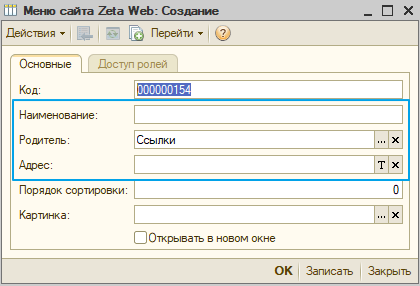 Меню сайта Zeta Web: Создание
Действия Перейти ?
Основные Доступ ролей
Код: 000000154
Наименование:
Родитель: Ссылки ... x
Адрес: T x
Порядок сортировки: 0
Картинка: ... x
Открывать в новом окне
OK Записать Закрыть